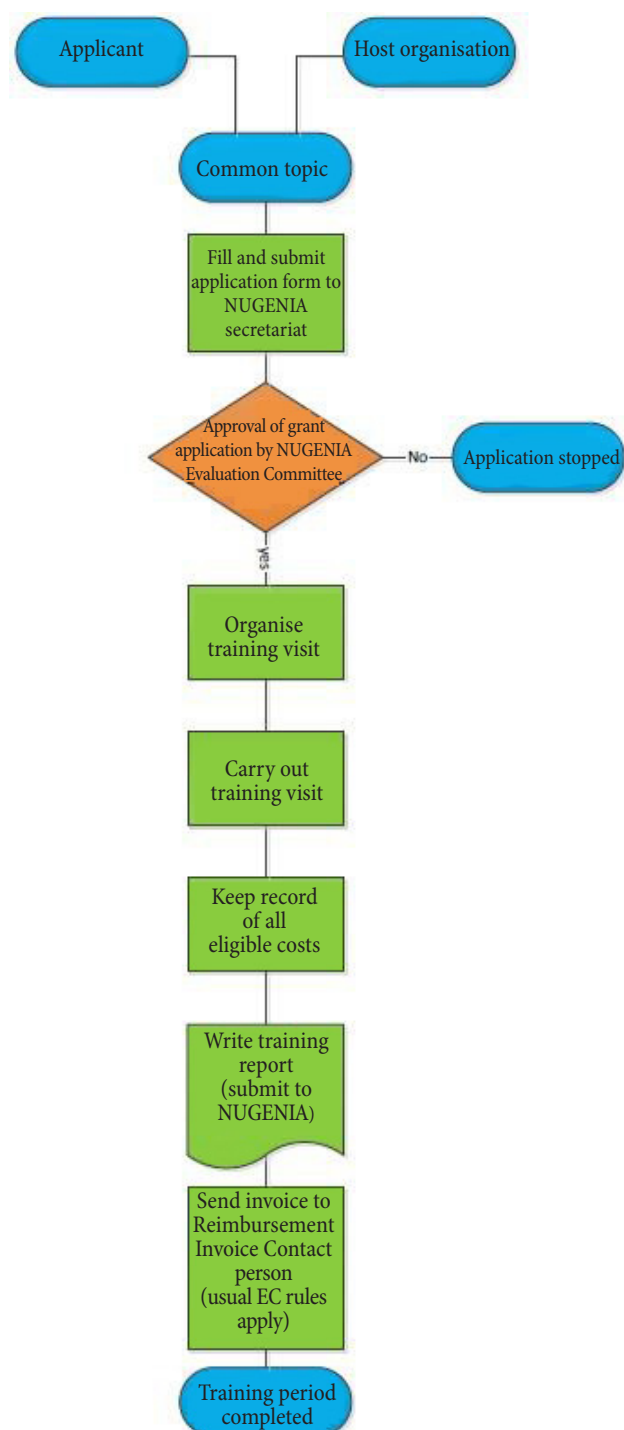 Applicant
Host organisation
Common topic
Fill and submit
application form to
NUGENIA
secretariat
Approval of grant
application by NUGENIA
Evaluation Committee
No
Application stopped
yes
Organise
training visit
Carry out
training visit
Keep record
of all
eligible costs
Write training
report
(submit to
NUGENIA)
Send invoice to
Reimbursement
Invoice Contact
person
(usual EC rules
apply)
Training period
completed